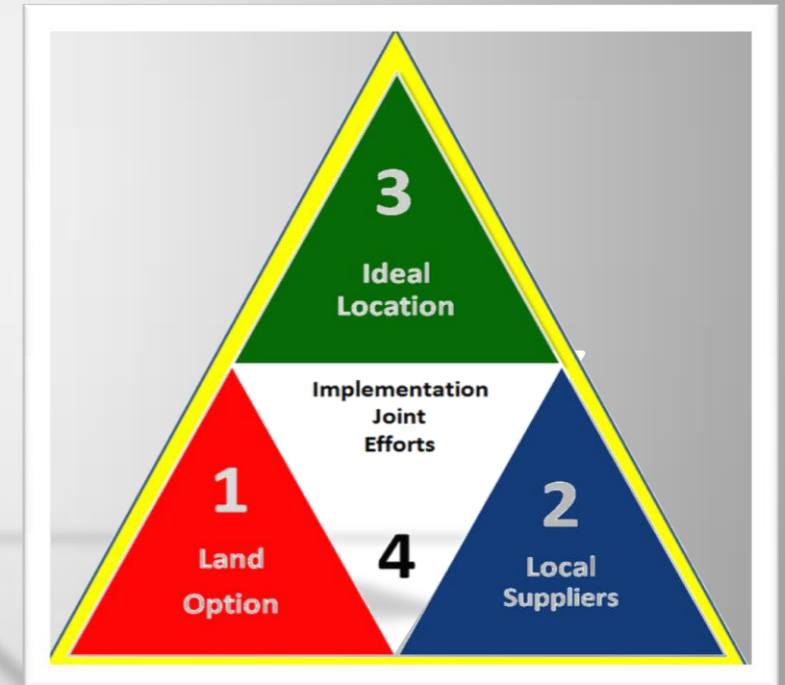 3
Ideal
Location
Implementation
Joint
Efforts
4
1
Land
Option
2
Local
Suppliers